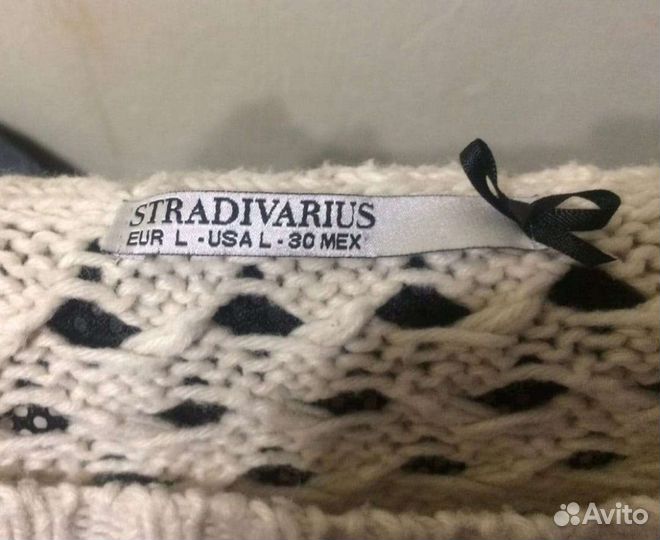 STRADIVARIUS
EUR L - USA L - 30 MEX
Avito